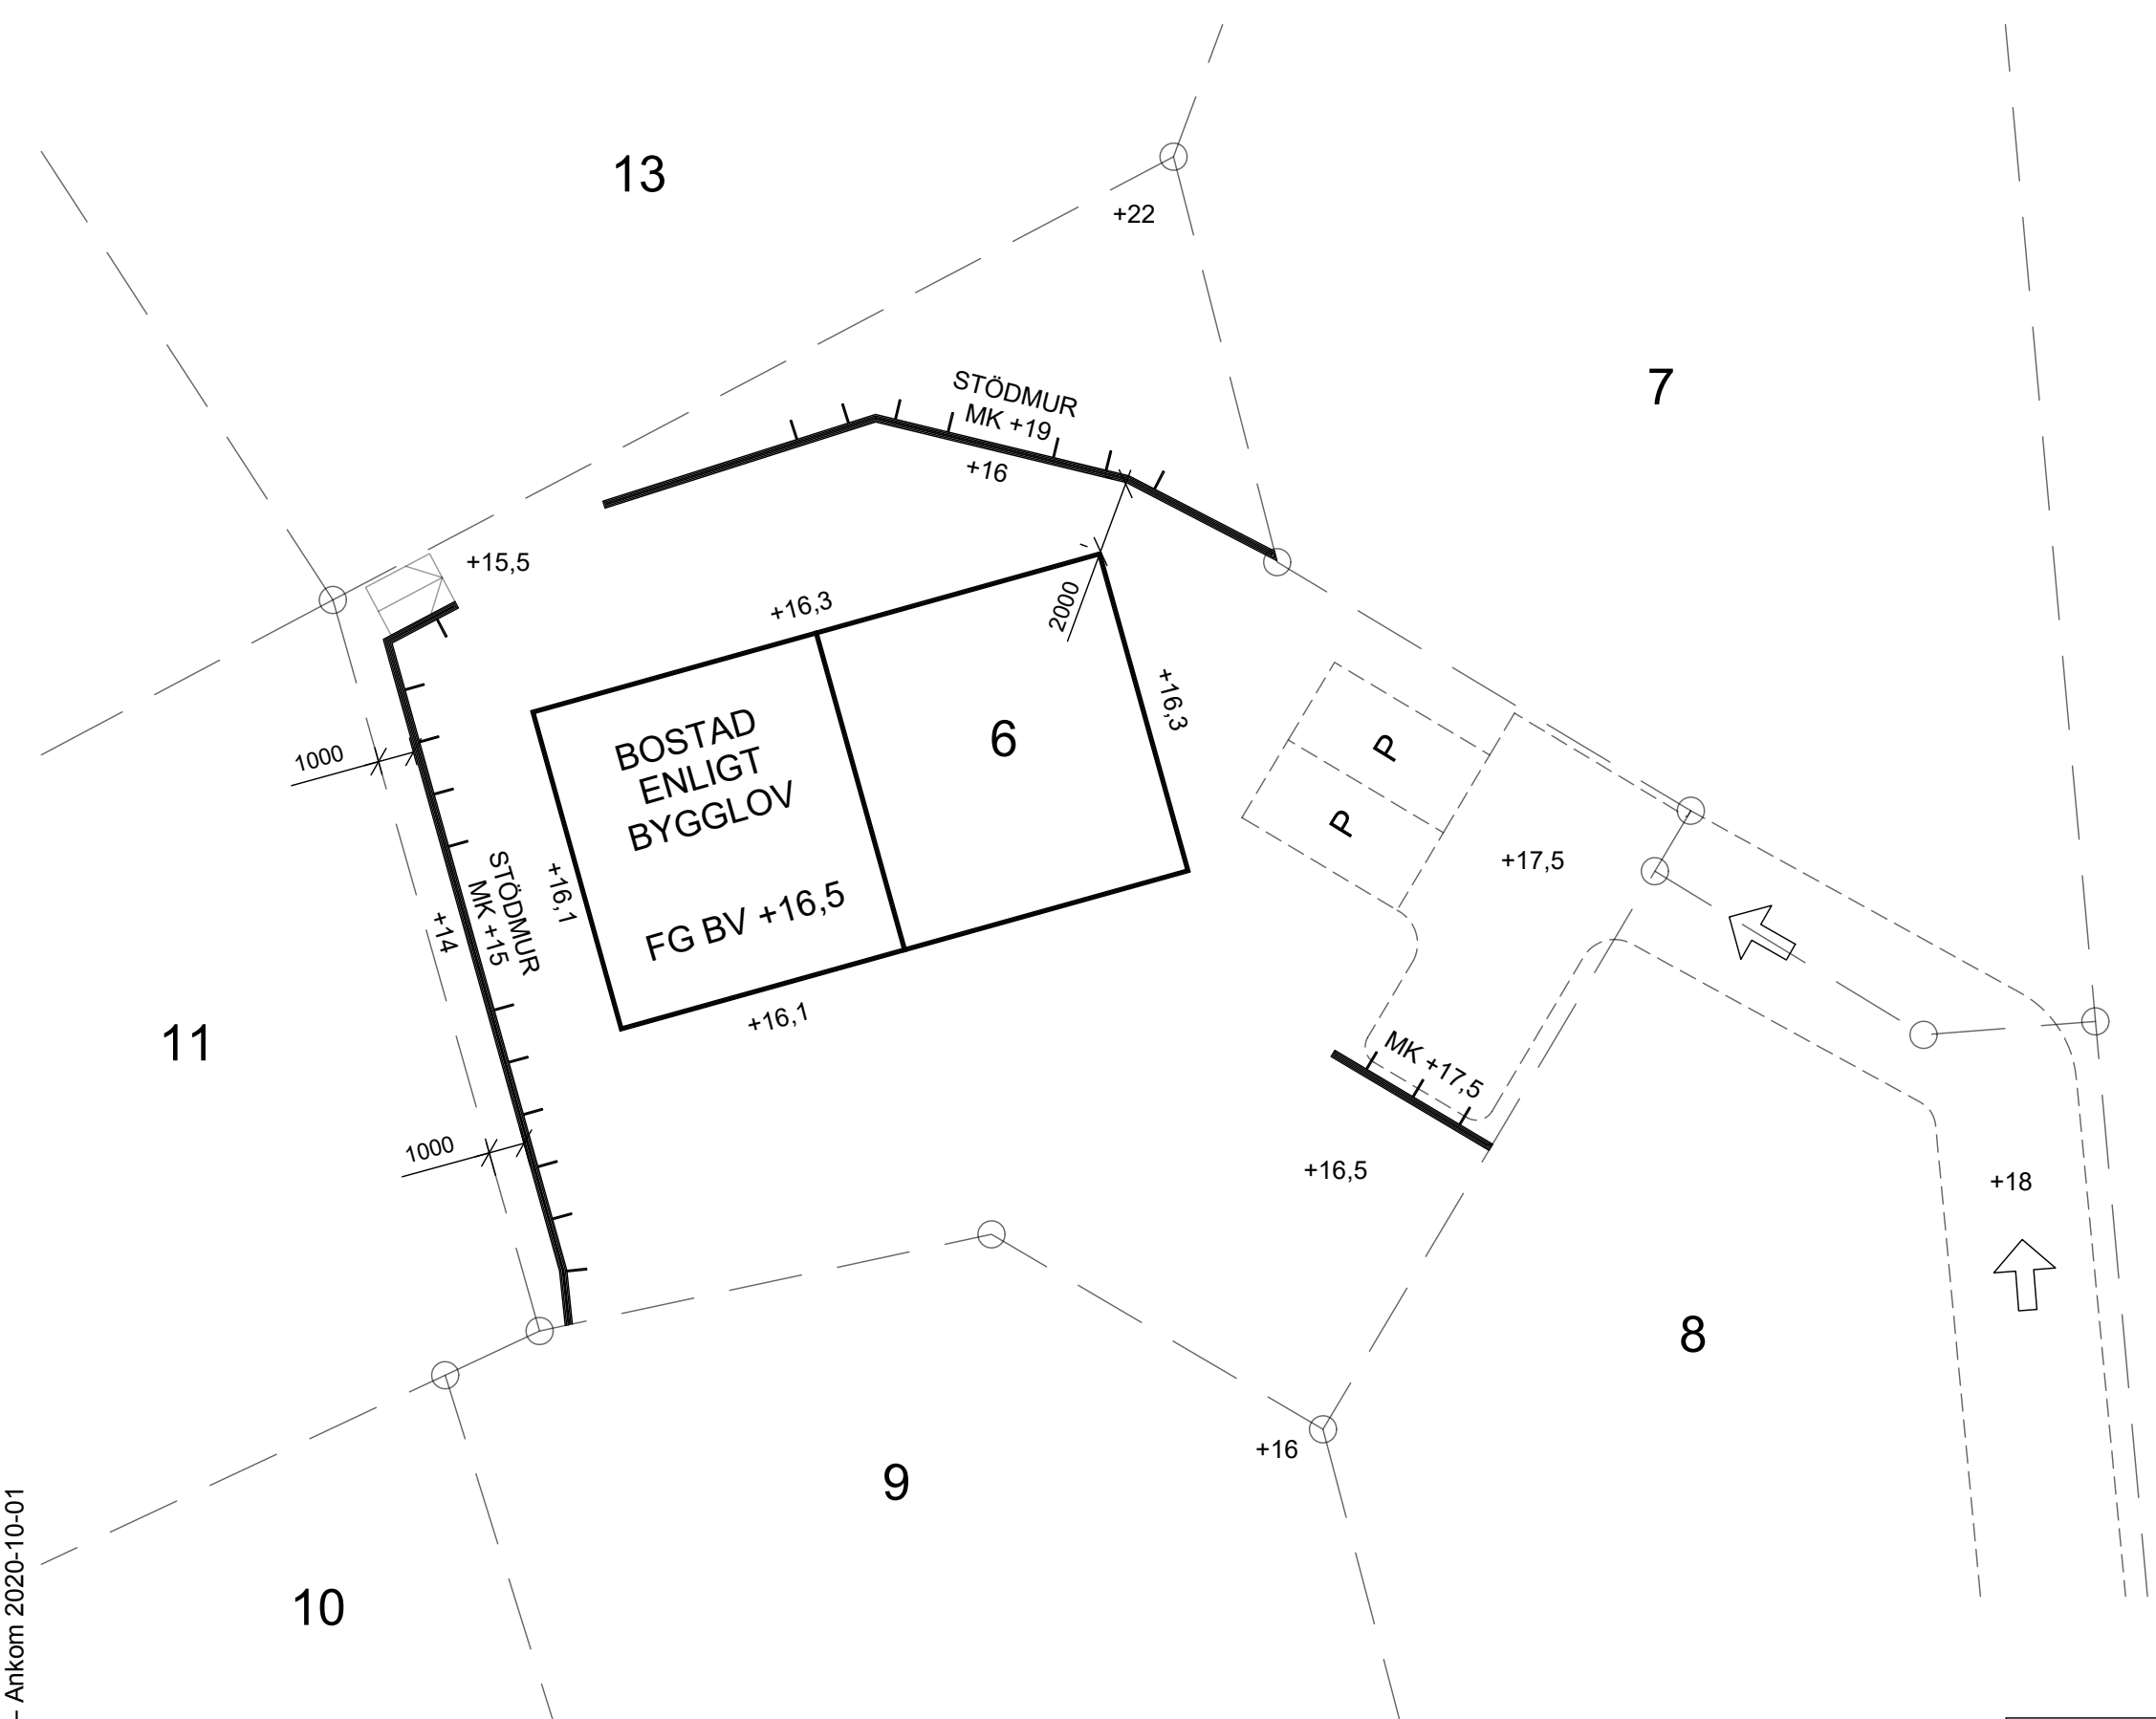 13
+22
7
STÖDMUR
MK +19
+16
+15,5
+16,3
2000
+16,3
6
BOSTAD
ENLIGT
BYGGLOV
FG BV +16,5
1000
P
P
+17,5
STÖDMUR
MK +15
+14
+16,1
+16,1
11
MK +17,5
1000
+16,5
+18
8
+16
9
10
– Ankom 2020-10-01